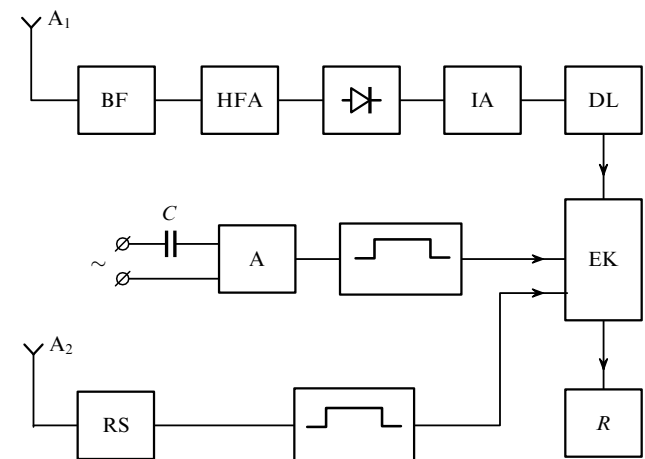 A₁
BF HFA IA DL
C
~ A EK
A₂
RS R